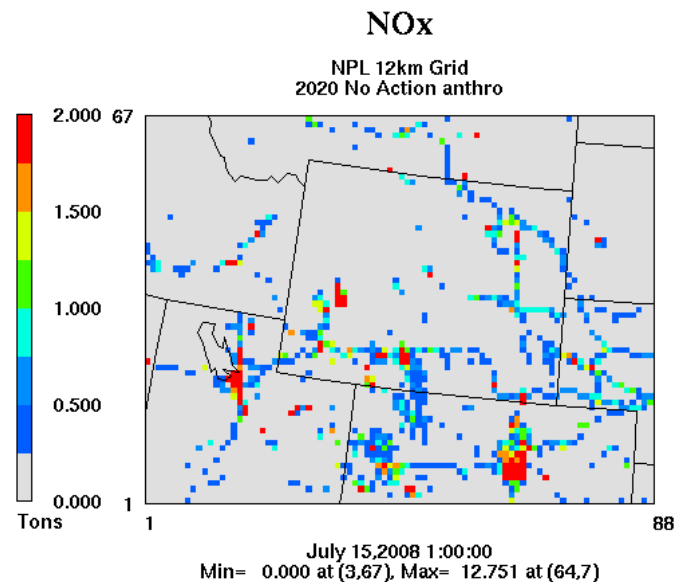 NOx
NPL 12km Grid
2020 No Action anthro
2.000
1.500
1.000
0.500
0.000
Tons
67
1
1
88
July 15,2008 1:00:00
Min= 0.000 at (3,67), Max= 12.751 at (64,7)